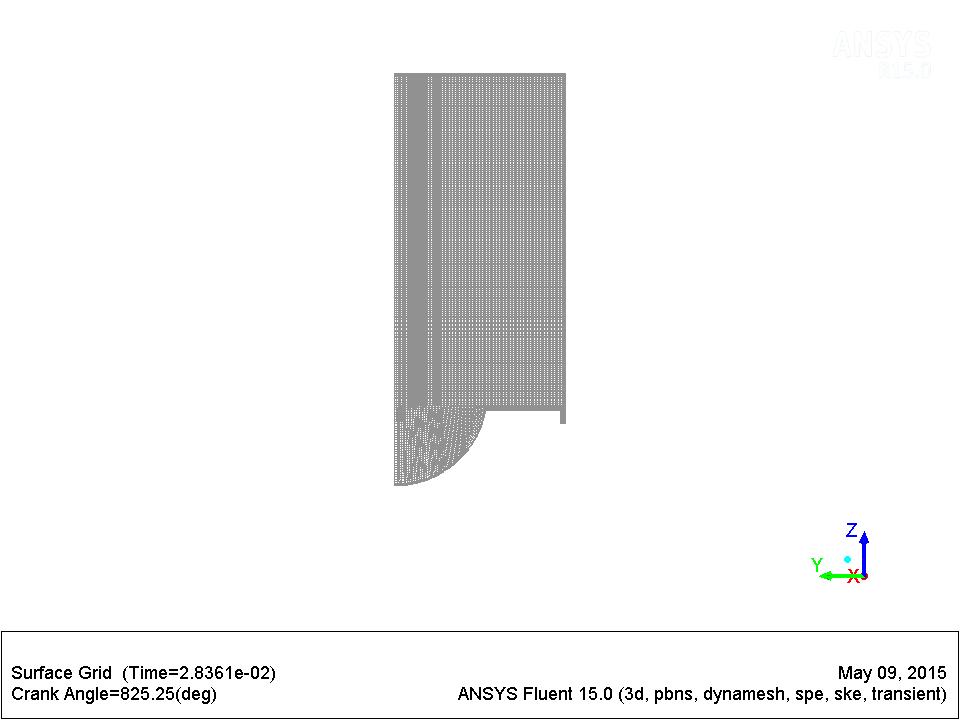 ANSYS
R15.0
Z
Y
X
Surface Grid  (Time=2.8361e-02)
Crank Angle=825.25(deg)
May 09, 2015
ANSYS Fluent 15.0 (3d, pbns, dynamesh, spe, ske, transient)